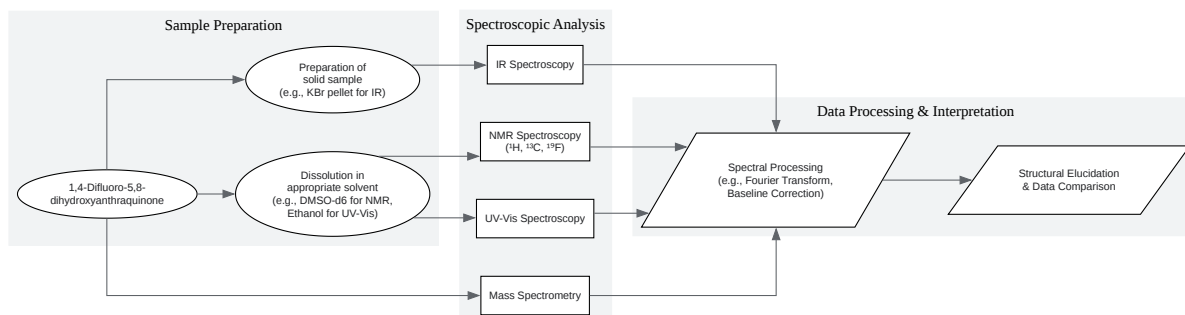 Sample Preparation
Spectroscopic Analysis
Preparation of
solid sample
(e.g., KBr pellet for IR)
IR Spectroscopy
Data Processing & Interpretation
NMR Spectroscopy
(¹H, ¹³C, ¹⁹F)
1,4-Difluoro-5,8-
dihydroxyanthraquinone
Dissolution in
appropriate solvent
(e.g., DMSO-d6 for NMR,
Ethanol for UV-Vis)
Spectral Processing
(e.g., Fourier Transform,
Baseline Correction)
Structural Elucidation
& Data Comparison
UV-Vis Spectroscopy
Mass Spectrometry